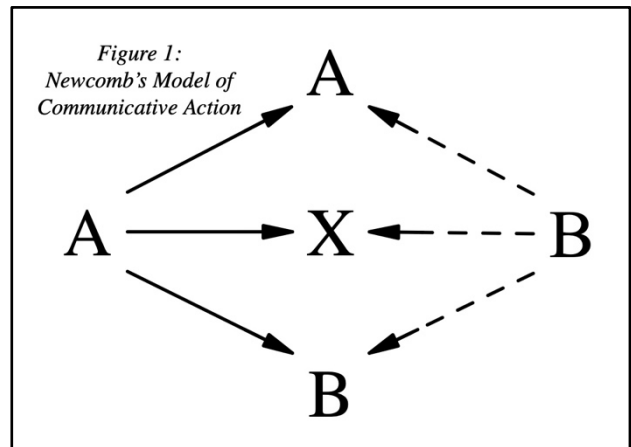 Figure 1:
Newcomb's Model of
Communicative Action
A
A
X
B
B